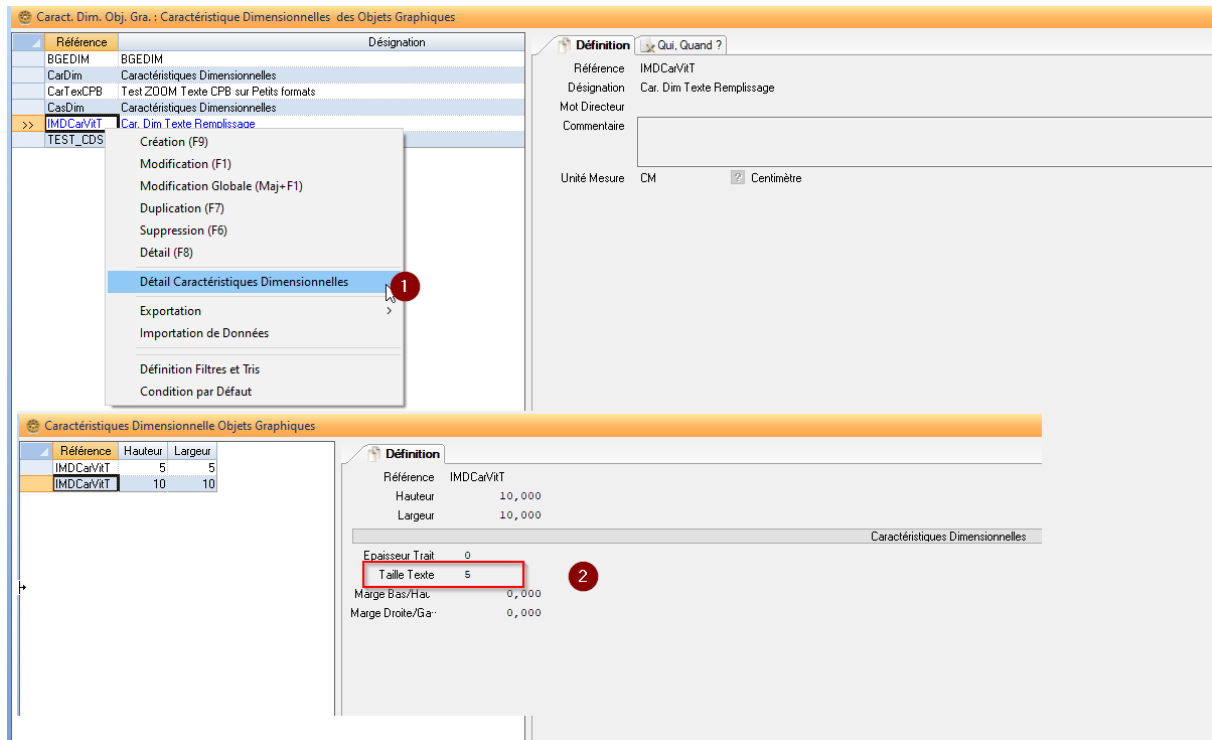 Caract. Dim. Obj. Gra. : Caractéristique Dimensionnelles des Objets Graphiques
Référence Désignation
BGEDIM BGEDIM
CarDim Caractéristiques Dimensionnelles
CarTexCPB Test ZOOM Texte CPB sur Petits formats
CasDim Caractéristiques Dimensionnelles
>> IMDCarVitT Car. Dim Texte Remplissage
TEST_CDS
Création (F9)
Modification (F1)
Modification Globale (Maj+F1)
Duplication (F7)
Suppression (F6)
Détail (F8)
Détail Caractéristiques Dimensionnelles
1
Exportation >
Importation de Données
Définition Filtres et Tris
Condition par Défaut
Définition Qui, Quand ?
Référence IMDCarVitT
Désignation Car. Dim Texte Remplissage
Mot Directeur
Commentaire
Unité Mesure CM ? Centimètre
Caractéristiques Dimensionnelle Objets Graphiques
Référence Hauteur Largeur
IMDCarVitT 5 5
IMDCarVitT 10 10
Définition
Référence IMDCarVitT
Hauteur 10,000
Largeur 10,000
Caractéristiques Dimensionnelles
Epaisseur Trait 0
Taille Texte 5
2
Marge Bas/Hau 0,000
Marge Droite/Ga·· 0,000